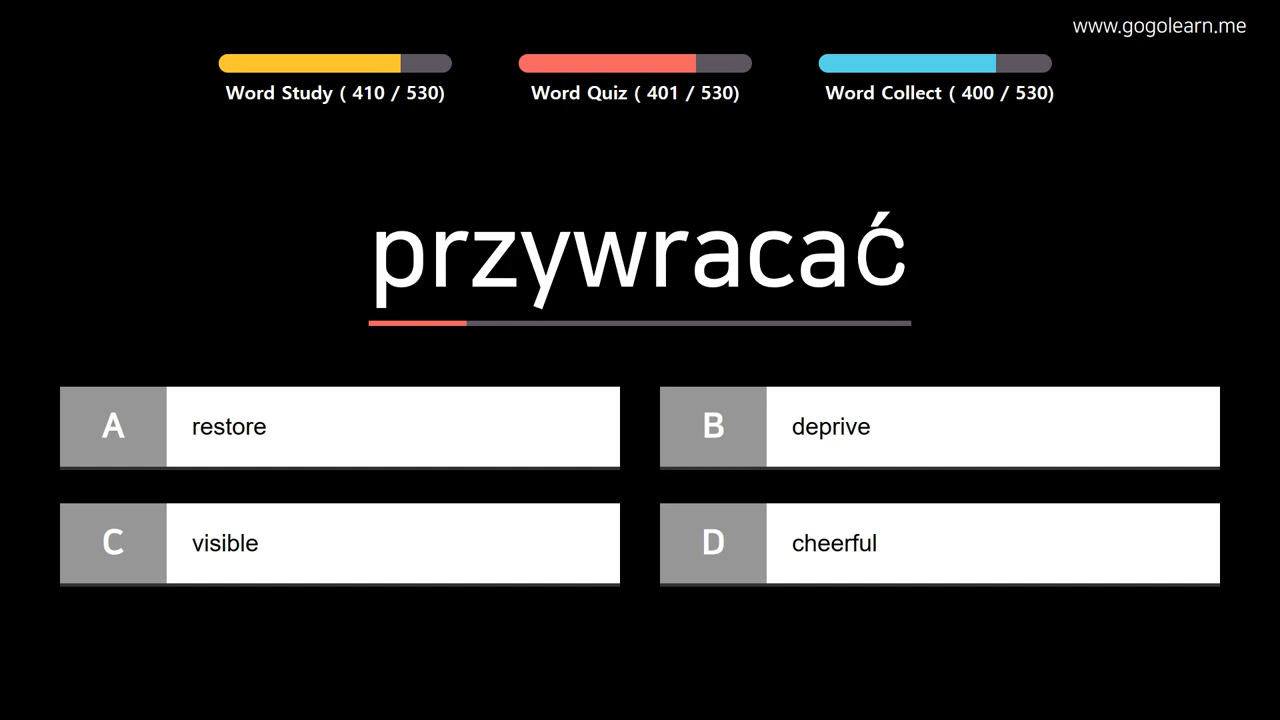 www.gogolearn.me
Word Study ( 410 / 530)
Word Quiz ( 401 / 530)
Word Collect ( 400 / 530)
przywracać
A
restore
B
deprive
C
visible
D
cheerful